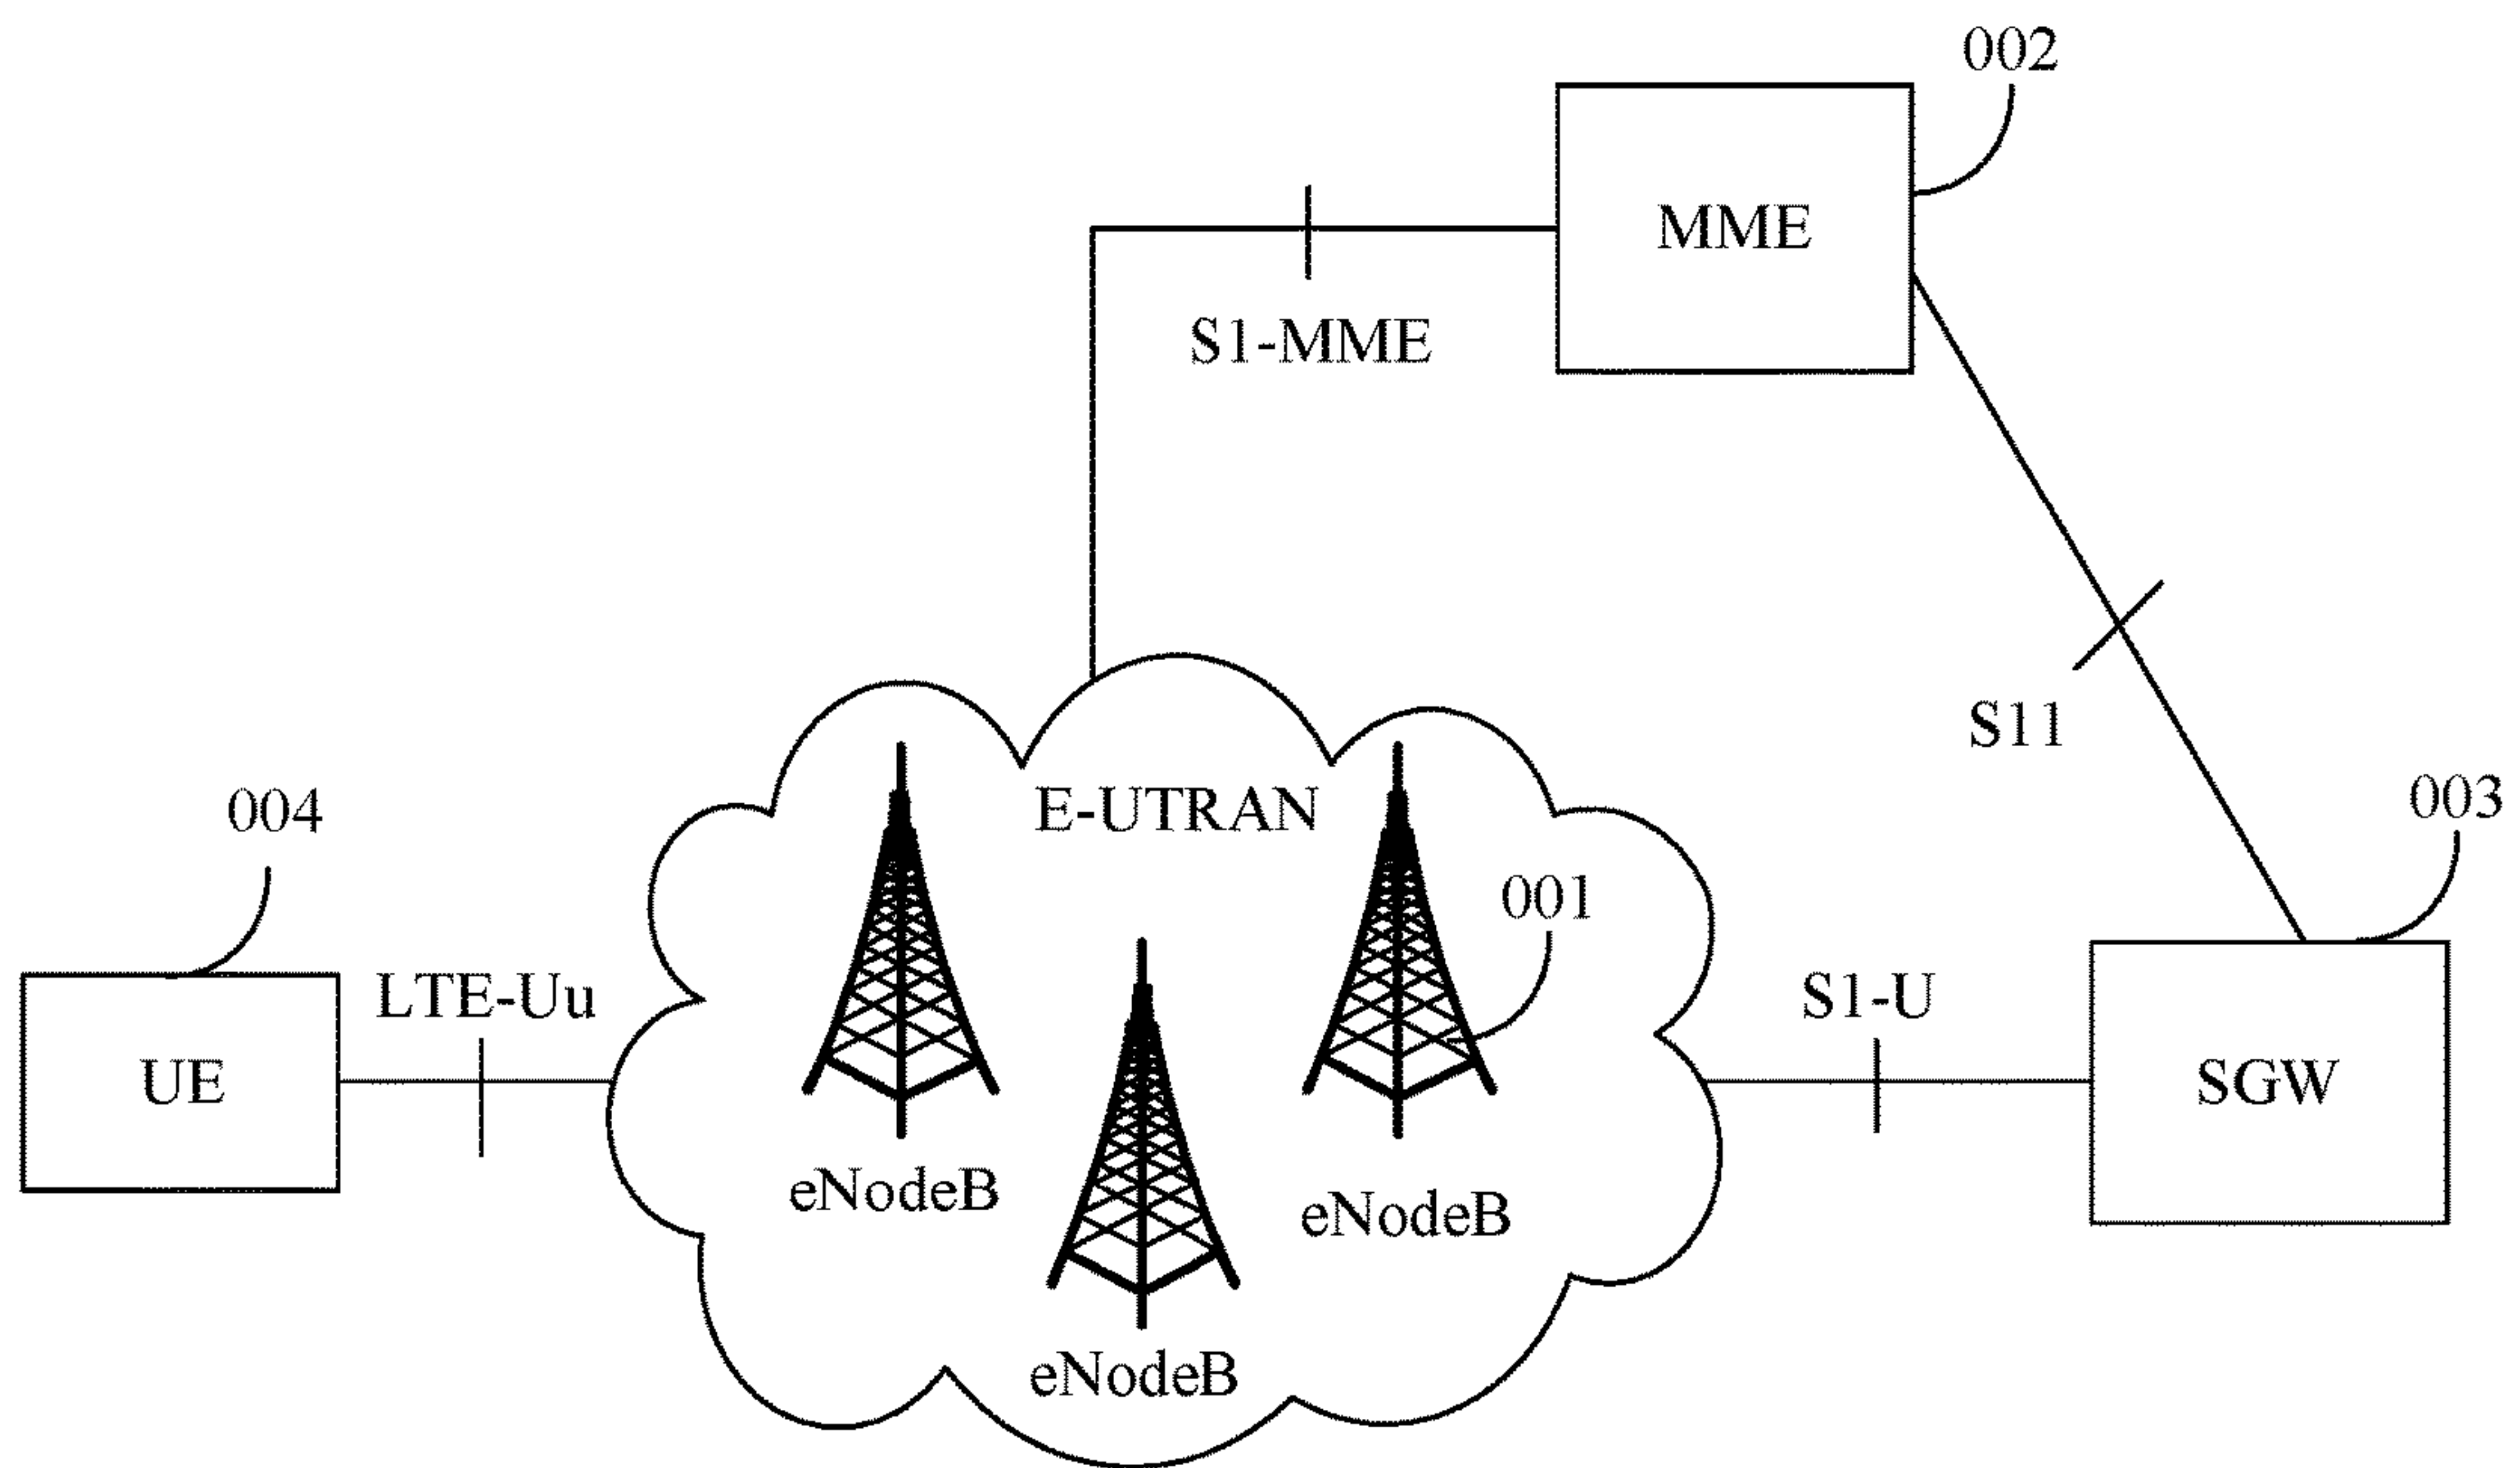 002
MME
S1-MME
S11
004
E-UTRAN
003
001
LTE-Uu
S1-U
UE
SGW
eNodeB
eNodeB
eNodeB